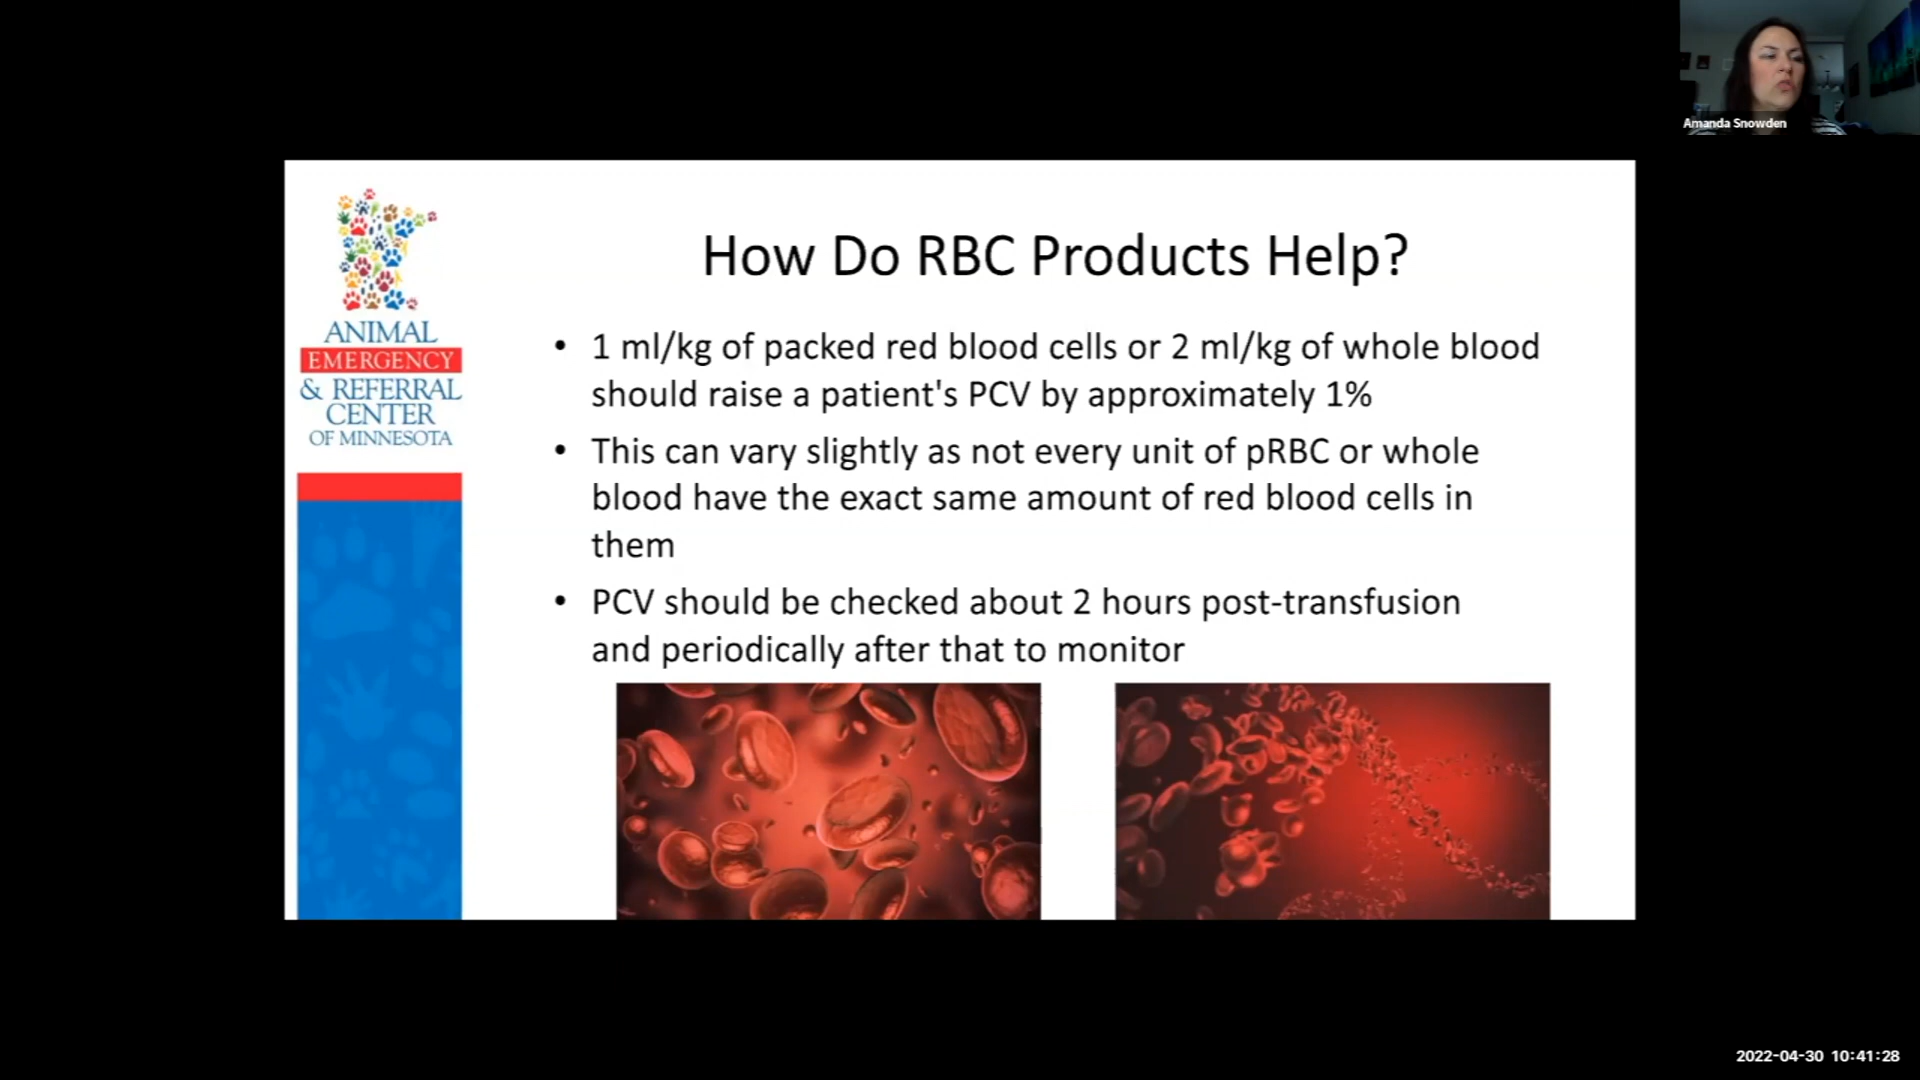 Amanda Snowden
ANIMAL
EMERGENCY
& REFERRAL
CENTER
OF MINNESOTA
How Do RBC Products Help?
• 1 ml/kg of packed red blood cells or 2 ml/kg of whole blood
should raise a patient's PCV by approximately 1%
• This can vary slightly as not every unit of pRBC or whole
blood have the exact same amount of red blood cells in
them
• PCV should be checked about 2 hours post-transfusion
and periodically after that to monitor
2022-04-30 10:41:28